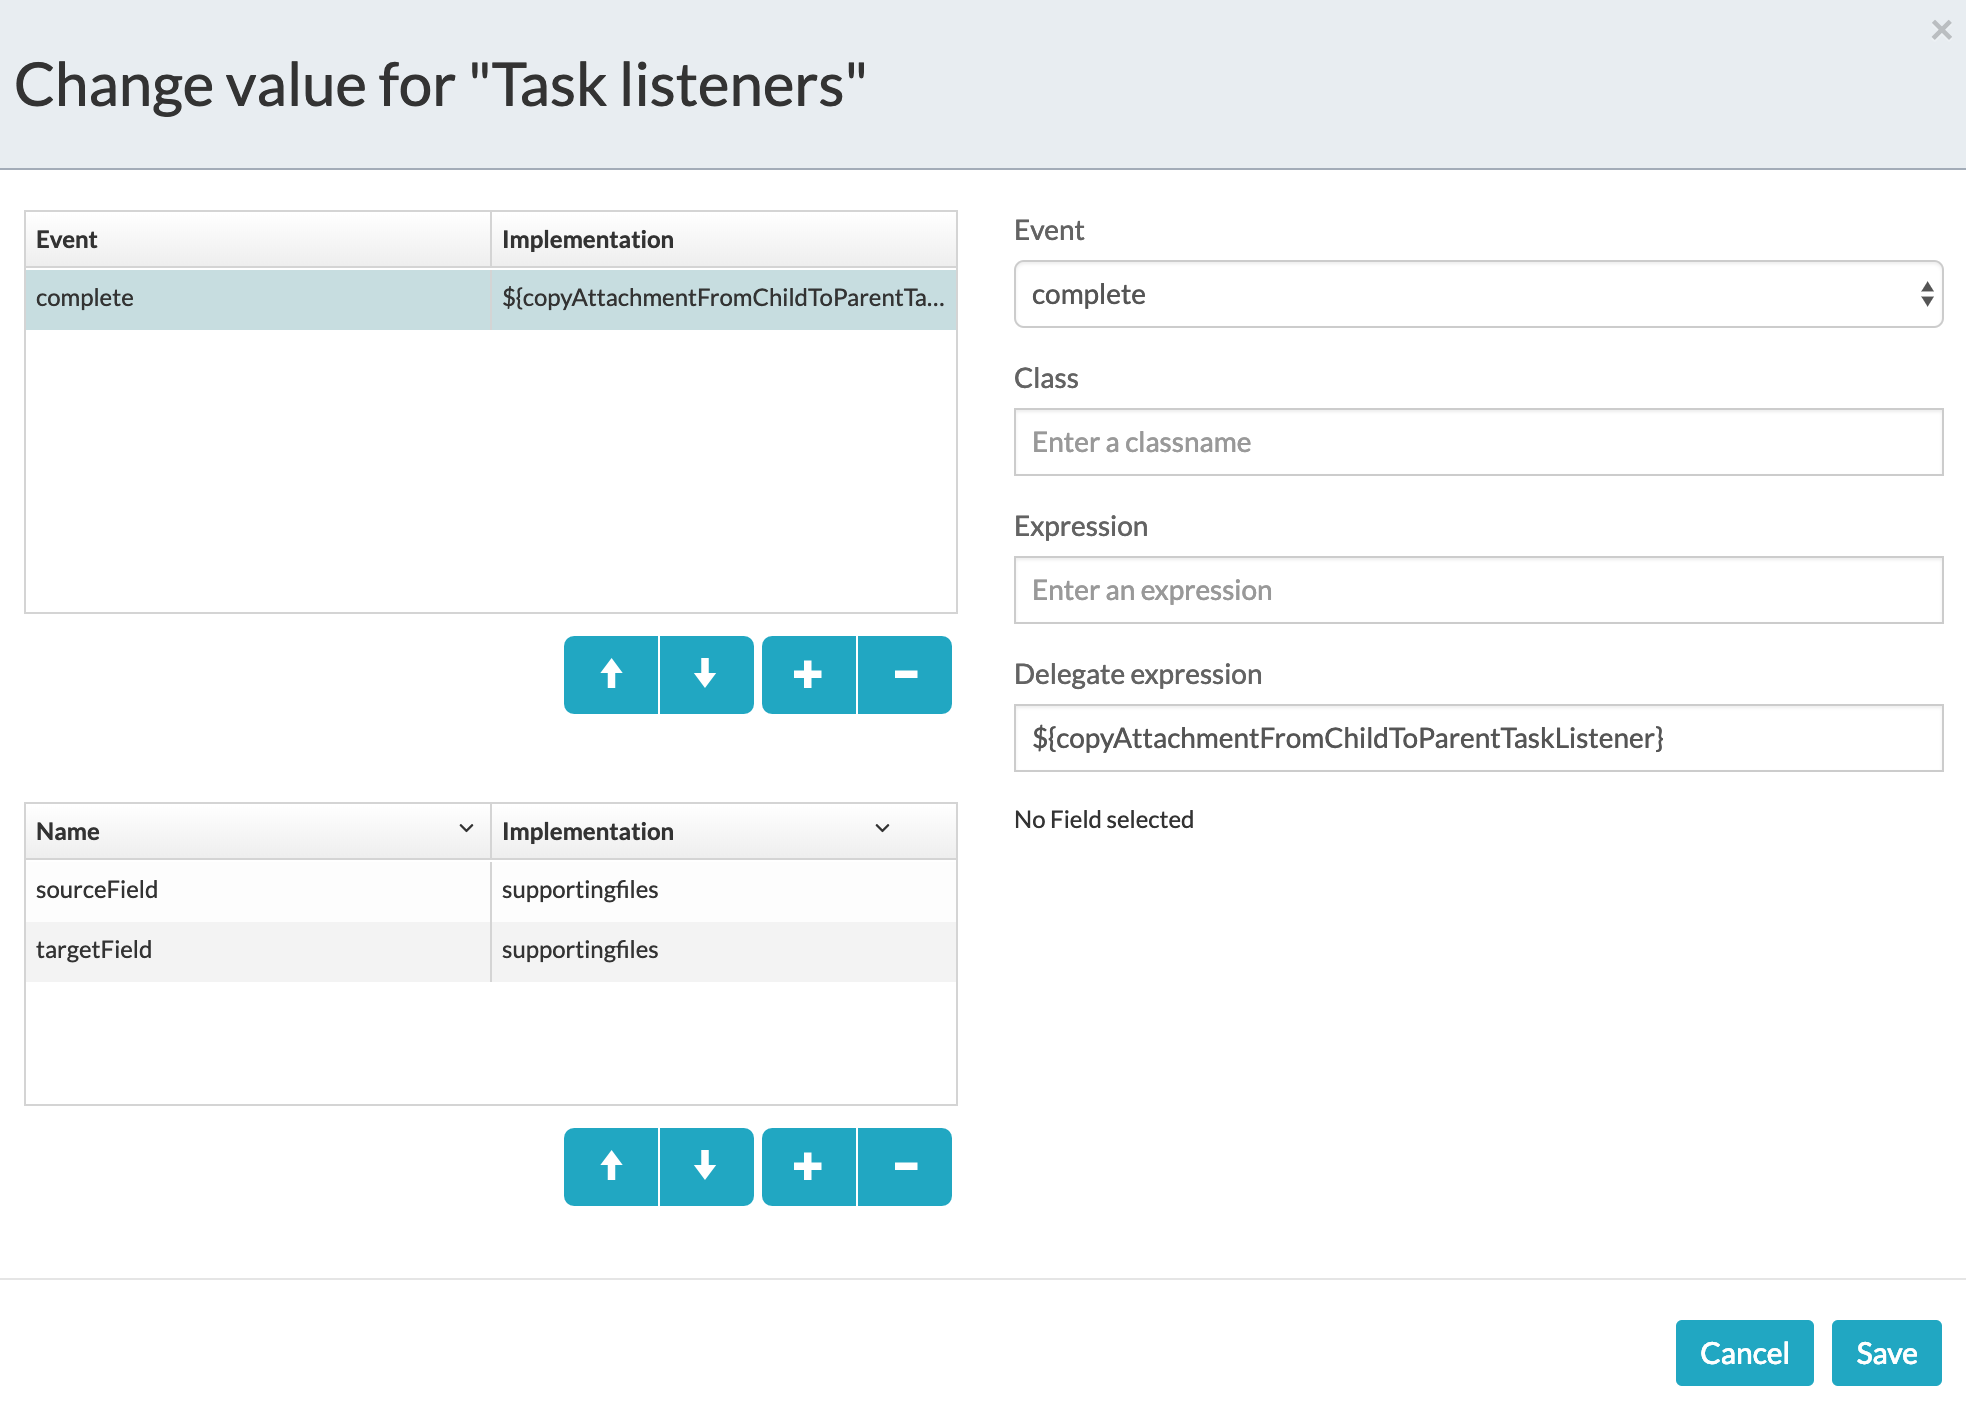 ×
Change value for "Task listeners"
Event Implementation
complete ${copyAttachmentFromChildToParentTa...
Event
complete
Class
Enter a classname
Expression
Enter an expression
Delegate expression
${copyAttachmentFromChildToParentTaskListener}
No Field selected
Name Implementation
sourceField supportingfiles
targetField supportingfiles
Cancel Save